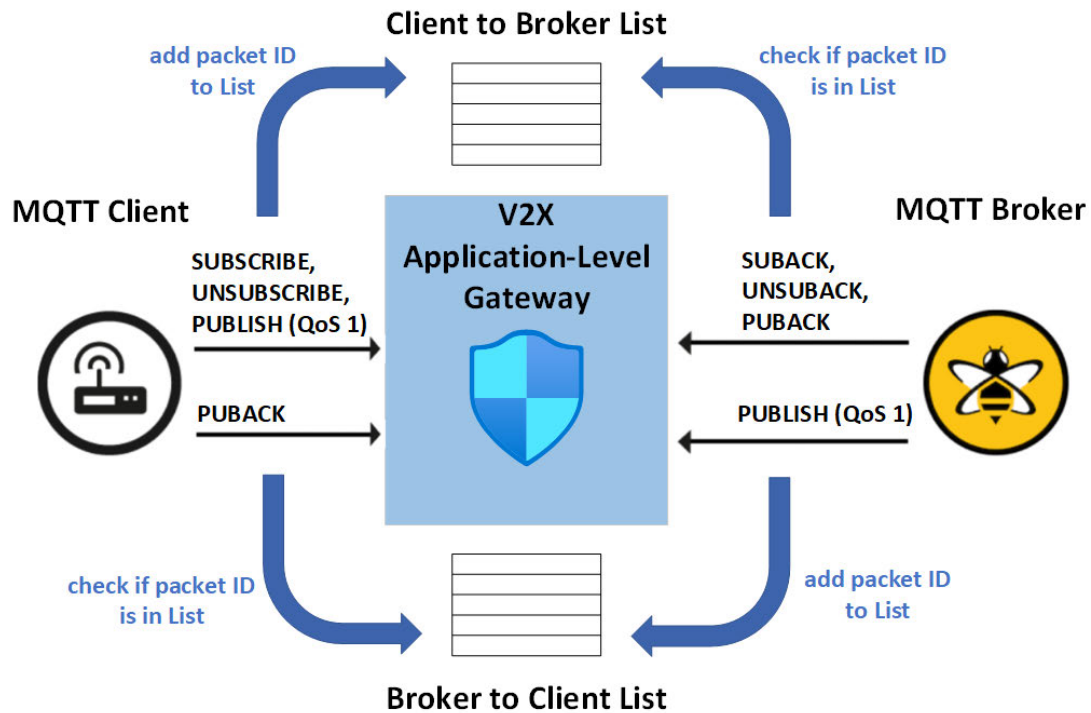 Client to Broker List
add packet ID
to List
check if packet ID
is in List
MQTT Client
V2X
Application-Level
Gateway
MQTT Broker
SUBSCRIBE,
UNSUBSCRIBE,
PUBLISH (QoS 1)
SUBACK,
UNSUBACK,
PUBACK
PUBACK
PUBLISH (QoS 1)
check if packet ID
is in List
add packet ID
to List
Broker to Client List